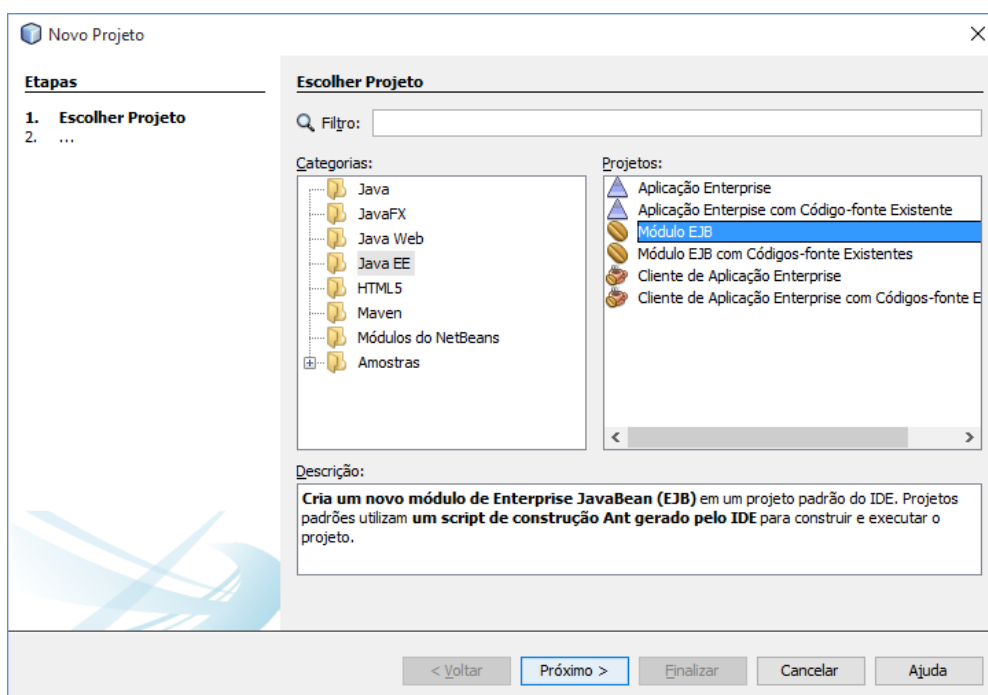 Novo Projeto
Etapas
1. Escolher Projeto
2. ...
Escolher Projeto
Filtro:
Categorias:
Java
JavaFX
Java Web
Java EE
HTML5
Maven
Módulos do NetBeans
Amostras
Projetos:
Aplicação Enterprise
Aplicação Enterpise com Código-fonte Existente
Módulo EJB
Módulo EJB com Códigos-fonte Existentes
Cliente de Aplicação Enterprise
Cliente de Aplicação Enterprise com Códigos-fonte E
Descrição:
Cria um novo módulo de Enterprise JavaBean (EJB) em um projeto padrão do IDE. Projetos
padrões utilizam um script de construção Ant gerado pelo IDE para construir e executar o
projeto.
< Voltar
Próximo >
Finalizar
Cancelar
Ajuda